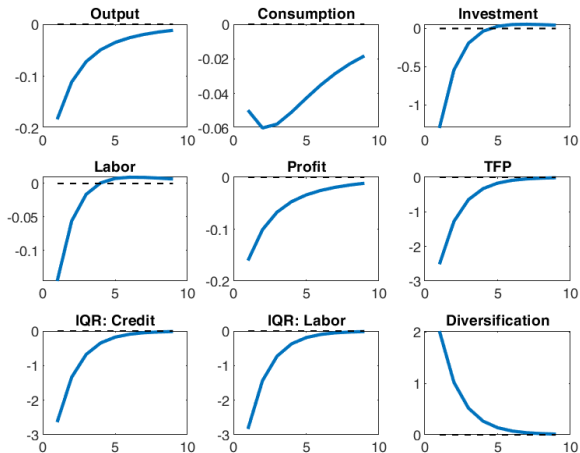 Output
0
-0.1
-0.2
0 5 10
Consumption
0
-0.02
-0.04
-0.06
0 5 10
Investment
0
-0.5
-1
0 5 10
Labor
0
-0.05
-0.1
0 5 10
Profit
0
-0.1
-0.2
0 5 10
TFP
0
-1
-2
-3
0 5 10
IQR: Credit
0
-1
-2
-3
0 5 10
IQR: Labor
0
-1
-2
-3
0 5 10
Diversification
2
1
0
0 5 10